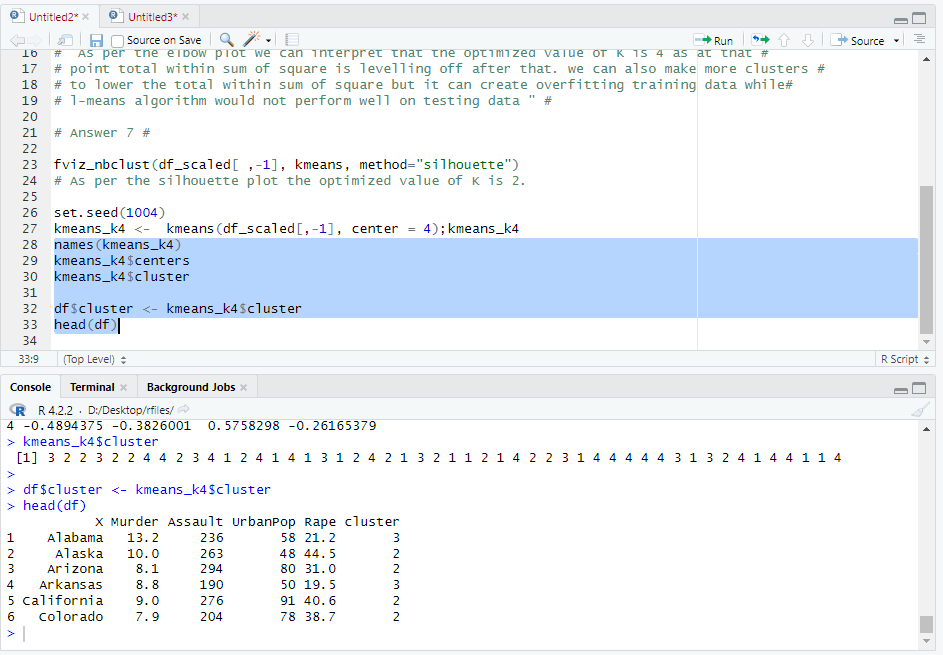 Untitled2* Untitled3*
Source on Save Run Source
16 # As per the elbow plot we can interpret that the optimized value of K is 4 as at that #
17 # point total within sum of square is levelling off after that. we can also make more clusters #
18 # to lower the total within sum of square but it can create overfitting training data while#
19 # l-means algorithm would not perform well on testing data " #
20
21 # Answer 7 #
22
23 fviz_nbclust(df_scaled[ ,-1], kmeans, method="silhouette")
24 # As per the silhouette plot the optimized value of K is 2.
25
26 set.seed(1004)
27 kmeans_k4 <-  kmeans(df_scaled[,-1], center = 4);kmeans_k4
28 names(kmeans_k4)
29 kmeans_k4$centers
30 kmeans_k4$cluster
31
32 df$cluster <- kmeans_k4$cluster
33 head(df)
34
33:9 (Top Level) R Script
Console Terminal Background Jobs
R R 4.2.2 · D:/Desktop/rfiles/
4 -0.4894375 -0.3826001  0.5758298 -0.26165379
> kmeans_k4$cluster
[1] 3 2 2 3 2 2 4 4 2 3 4 1 2 4 1 4 1 3 1 2 4 2 1 3 2 1 1 2 1 4 2 2 3 1 4 4 4 4 4 3 1 3 2 4 1 4 4 1 1 4
>
> df$cluster <- kmeans_k4$cluster
> head(df)
X Murder Assault UrbanPop Rape cluster
1 Alabama 13.2 236 58 21.2 3
2 Alaska 10.0 263 48 44.5 2
3 Arizona 8.1 294 80 31.0 2
4 Arkansas 8.8 190 50 19.5 3
5 California 9.0 276 91 40.6 2
6 Colorado 7.9 204 78 38.7 2
>